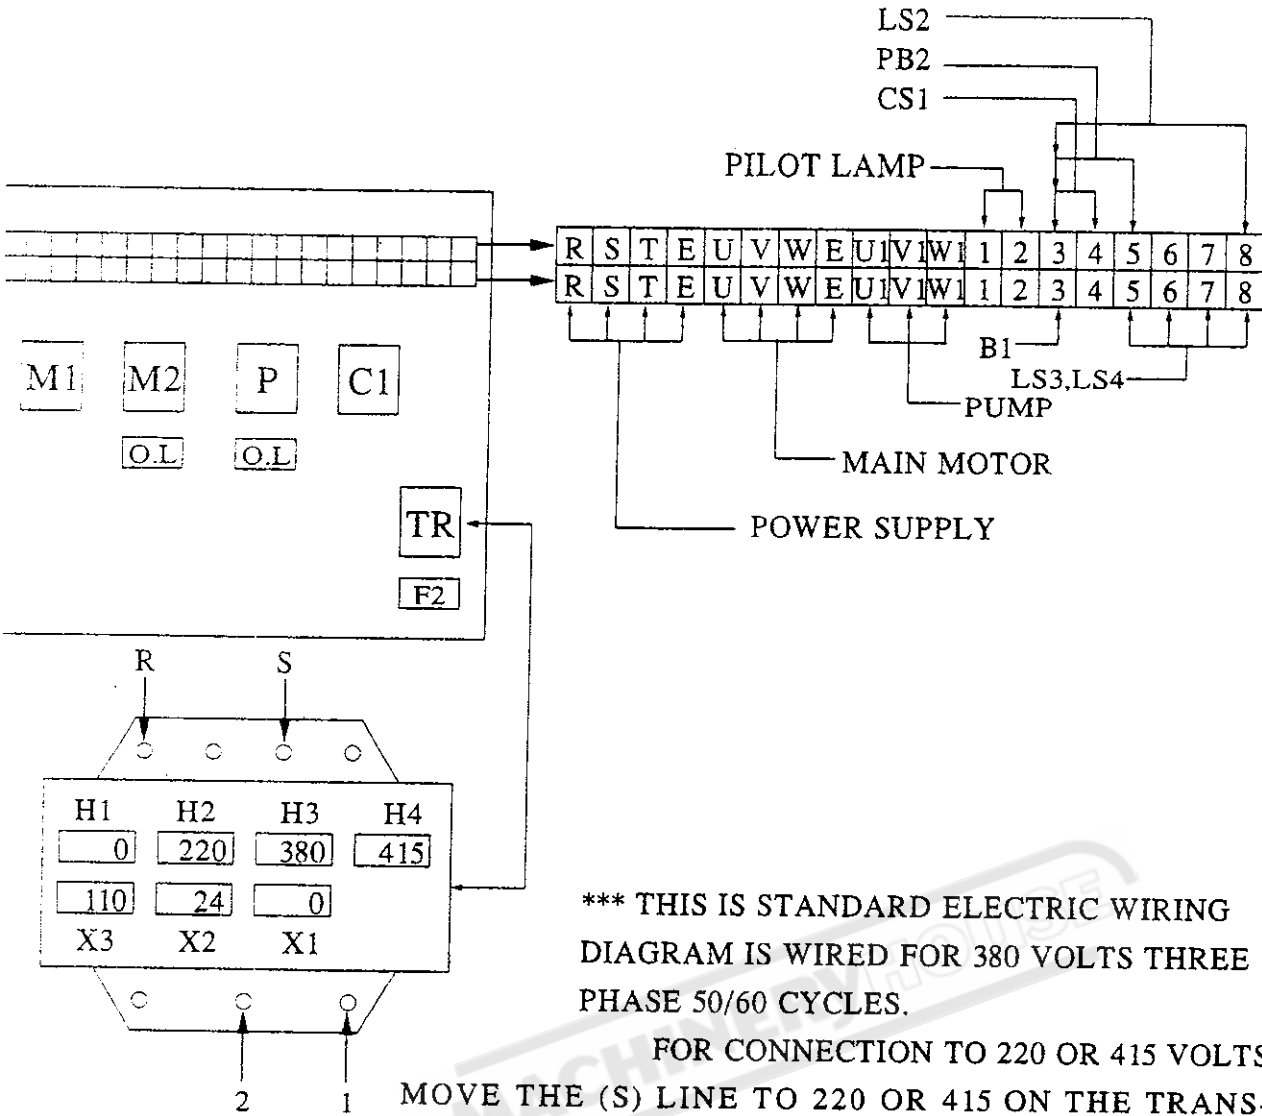 LS2
PB2
CS1
PILOT LAMP
R S T E U V W E U1 V1 W1 1 2 3 4 5 6 7 8
R S T E U V W E U1 V1 W1 1 2 3 4 5 6 7 8
B1
LS3,LS4
PUMP
MAIN MOTOR
POWER SUPPLY
M1 M2 P C1
O.L O.L
TR
F2
R S
H1 H2 H3 H4
0 220 380 415
110 24 0
X3 X2 X1
2 1
*** THIS IS STANDARD ELECTRIC WIRING
DIAGRAM IS WIRED FOR 380 VOLTS THREE
PHASE 50/60 CYCLES.
FOR CONNECTION TO 220 OR 415 VOLTS
MOVE THE (S) LINE TO 220 OR 415 ON THE TRANS-
MACHINERYHOUSE